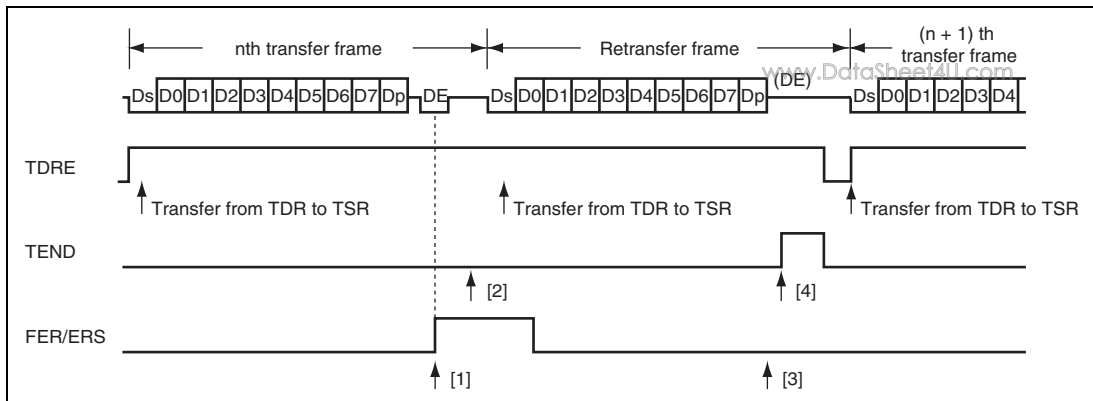 nth transfer frame
Retransfer frame
(n + 1) th
transfer frame
www.DataSheet4U.com
Ds D0 D1 D2 D3 D4 D5 D6 D7 Dp DE Ds D0 D1 D2 D3 D4 D5 D6 D7 Dp (DE) Ds D0 D1 D2 D3 D4
TDRE
Transfer from TDR to TSR Transfer from TDR to TSR Transfer from TDR to TSR
TEND
[2] [4]
FER/ERS
[1] [3]